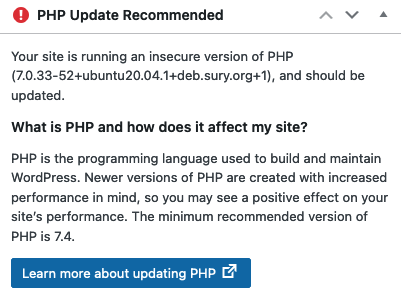 PHP Update Recommended
Your site is running an insecure version of PHP
(7.0.33-52+ubuntu20.04.1+deb.sury.org+1), and should be
updated.
What is PHP and how does it affect my site?
PHP is the programming language used to build and maintain
WordPress. Newer versions of PHP are created with increased
performance in mind, so you may see a positive effect on your
site’s performance. The minimum recommended version of
PHP is 7.4.
Learn more about updating PHP